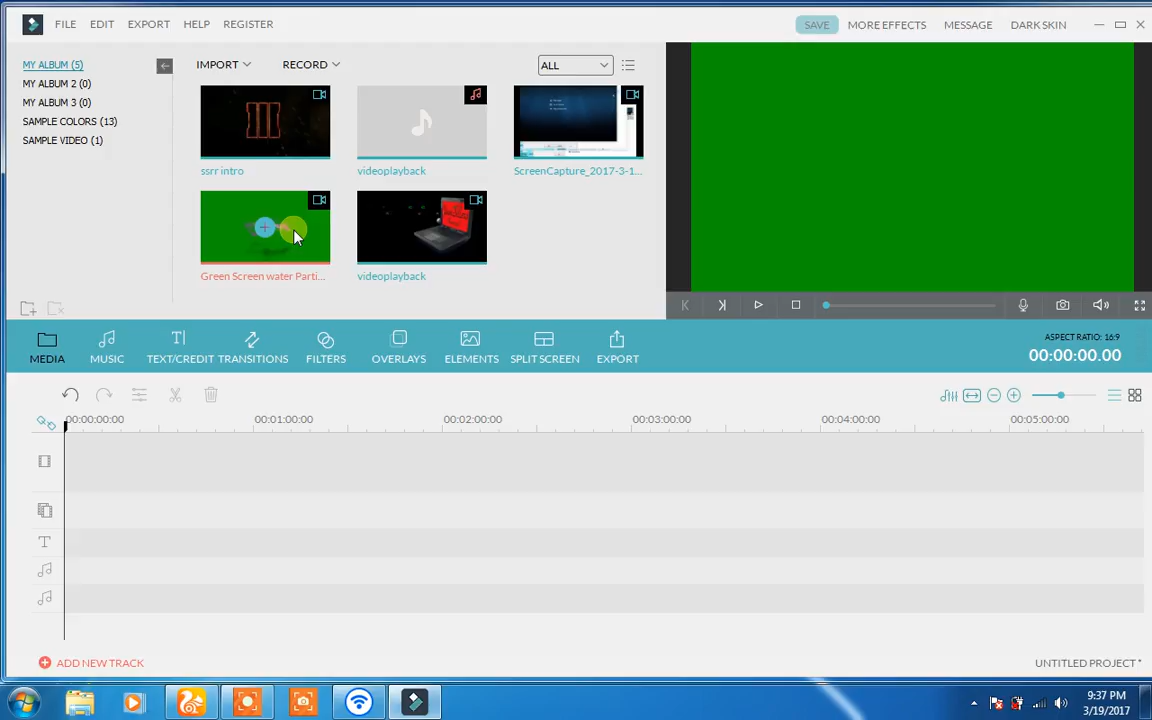 FILE EDIT EXPORT HELP REGISTER SAVE MORE EFFECTS MESSAGE DARK SKIN
MY ALBUM (5)
MY ALBUM 2 (0)
MY ALBUM 3 (0)
SAMPLE COLORS (13)
SAMPLE VIDEO (1)
IMPORT RECORD ALL
ssrr intro videoplayback ScreenCapture_2017-3-1...
Green Screen water Parti... videoplayback
MEDIA MUSIC TEXT/CREDIT TRANSITIONS FILTERS OVERLAYS ELEMENTS SPLIT SCREEN EXPORT
ASPECT RATIO: 16:9
00:00:00.00
00:00:00:00 00:01:00:00 00:02:00:00 00:03:00:00 00:04:00:00 00:05:00:00
ADD NEW TRACK UNTITLED PROJECT *
9:37 PM
3/19/2017